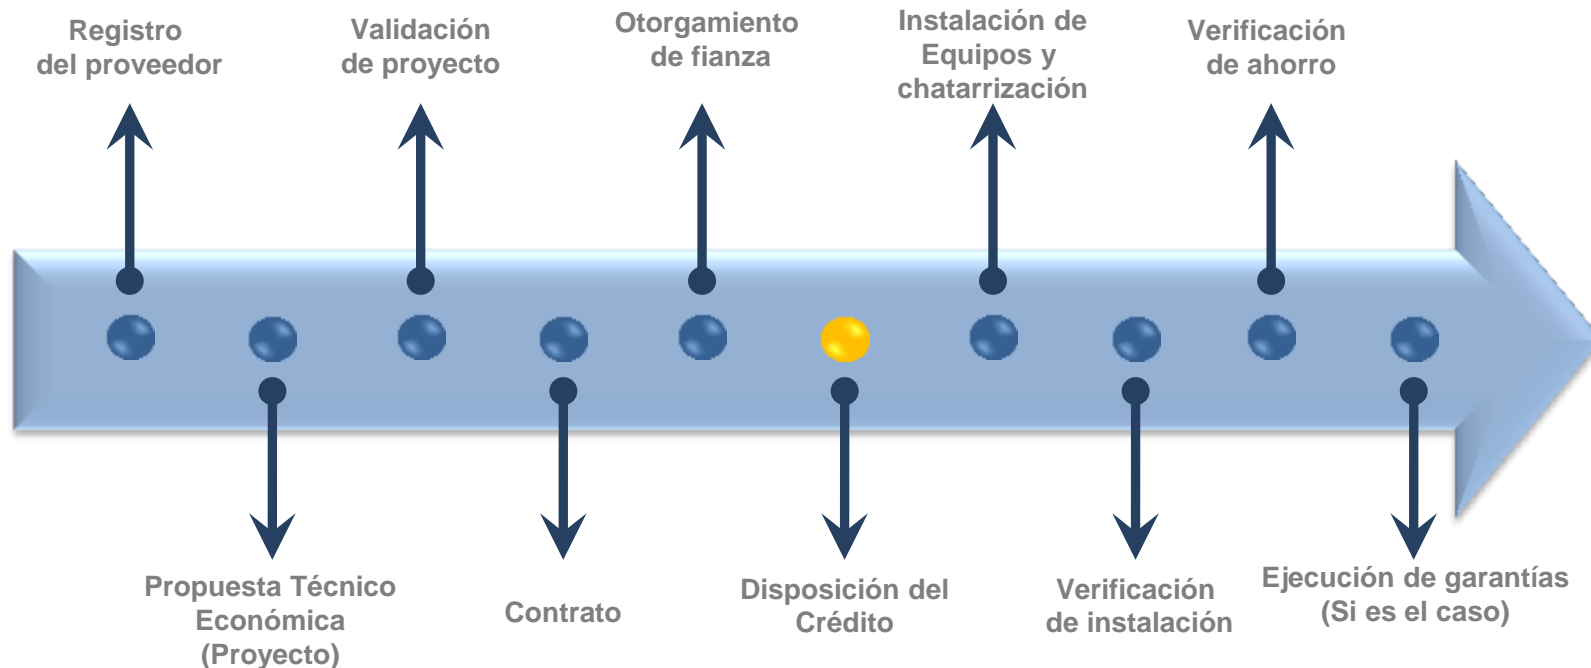 Registro
del proveedor
Validación
de proyecto
Otorgamiento
de fianza
Instalación de
Equipos y
chatarrización
Verificación
de ahorro
Propuesta Técnico
Económica
(Proyecto)
Contrato
Disposición del
Crédito
Verificación
de instalación
Ejecución de garantías
(Si es el caso)